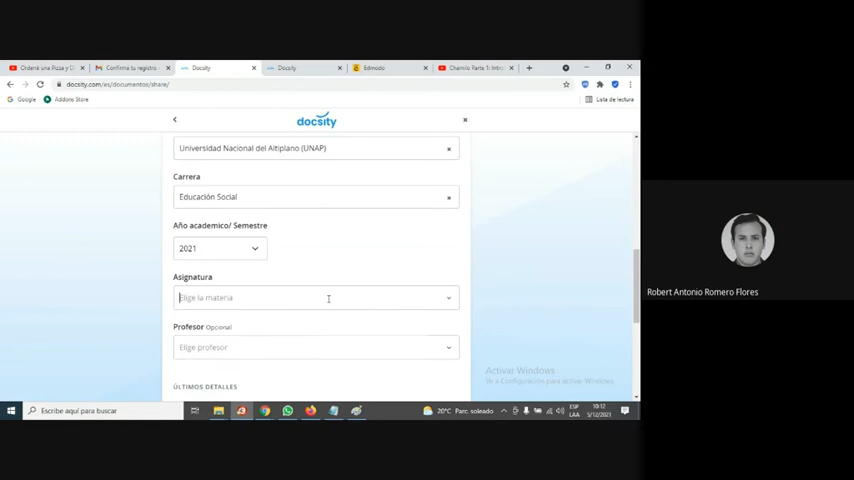 Ordené una Pizza y D
Confirma tu registro -
Docsity
Docsity
Edmodo
Chamilo Parte 1: Intro
docsity.com/es/documentos/share/
Google
Addons Store
Lista de lectura
docsity
Universidad Nacional del Altiplano (UNAP)
Carrera
Educación Social
Año academico/ Semestre
2021
Asignatura
Elige la materia
Profesor Opcional
Elige profesor
ÚLTIMOS DETALLES
Activar Windows
Ve a Configuración para activar Windows.
Robert Antonio Romero Flores
Escribe aquí para buscar
20°C Parc. soleado
ESP
LAA
10:12
5/12/2021